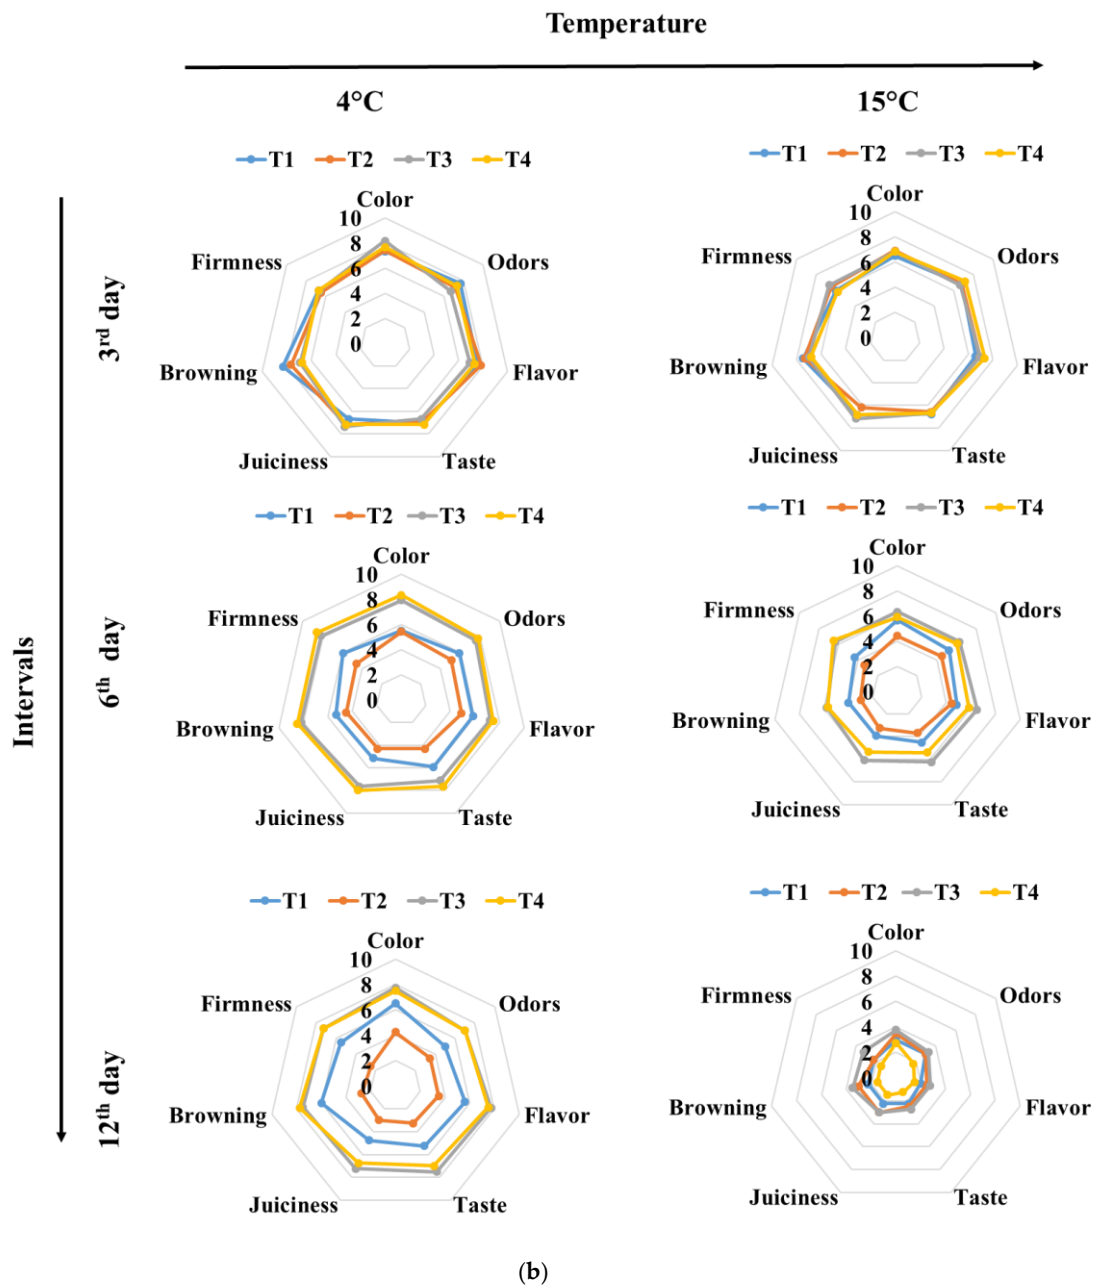 Temperature
4°C 15°C
T1 T2 T3 T4
T1 T2 T3 T4
Intervals
3rd day
6th day
12th day
Color
10
8
6
4
2
0
Firmness Odors
Browning Flavor
Juiciness Taste
Color
10
8
6
4
2
0
Firmness Odors
Browning Flavor
Juiciness Taste
T1 T2 T3 T4
Color
10
8
6
4
2
0
Firmness Odors
Browning Flavor
Juiciness Taste
T1 T2 T3 T4
Color
10
8
6
4
2
0
Firmness Odors
Browning Flavor
Juiciness Taste
T1 T2 T3 T4
Color
10
8
6
4
2
0
Firmness Odors
Browning Flavor
Juiciness Taste
T1 T2 T3 T4
Color
10
8
6
4
2
0
Firmness Odors
Browning Flavor
Juiciness Taste
(b)